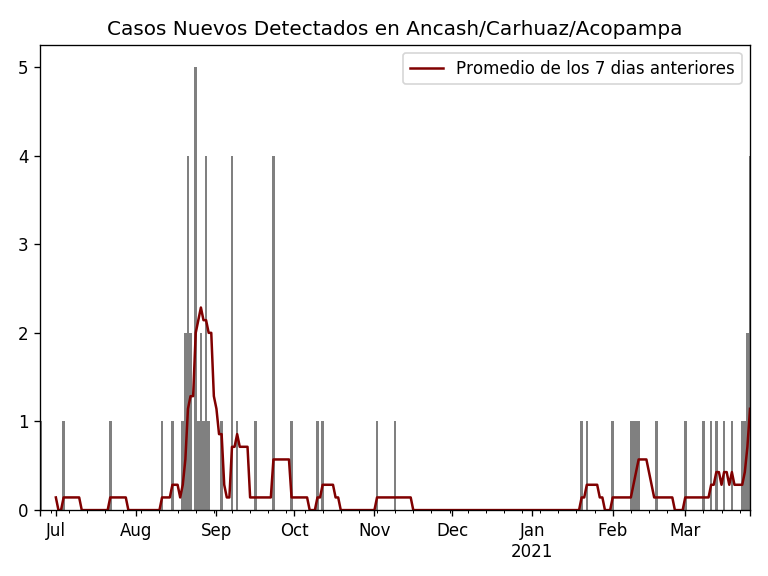 Casos Nuevos Detectados en Ancash/Carhuaz/Acopampa
Promedio de los 7 dias anteriores
5
4
3
2
1
0
Jul Aug Sep Oct Nov Dec Jan Feb Mar
2021